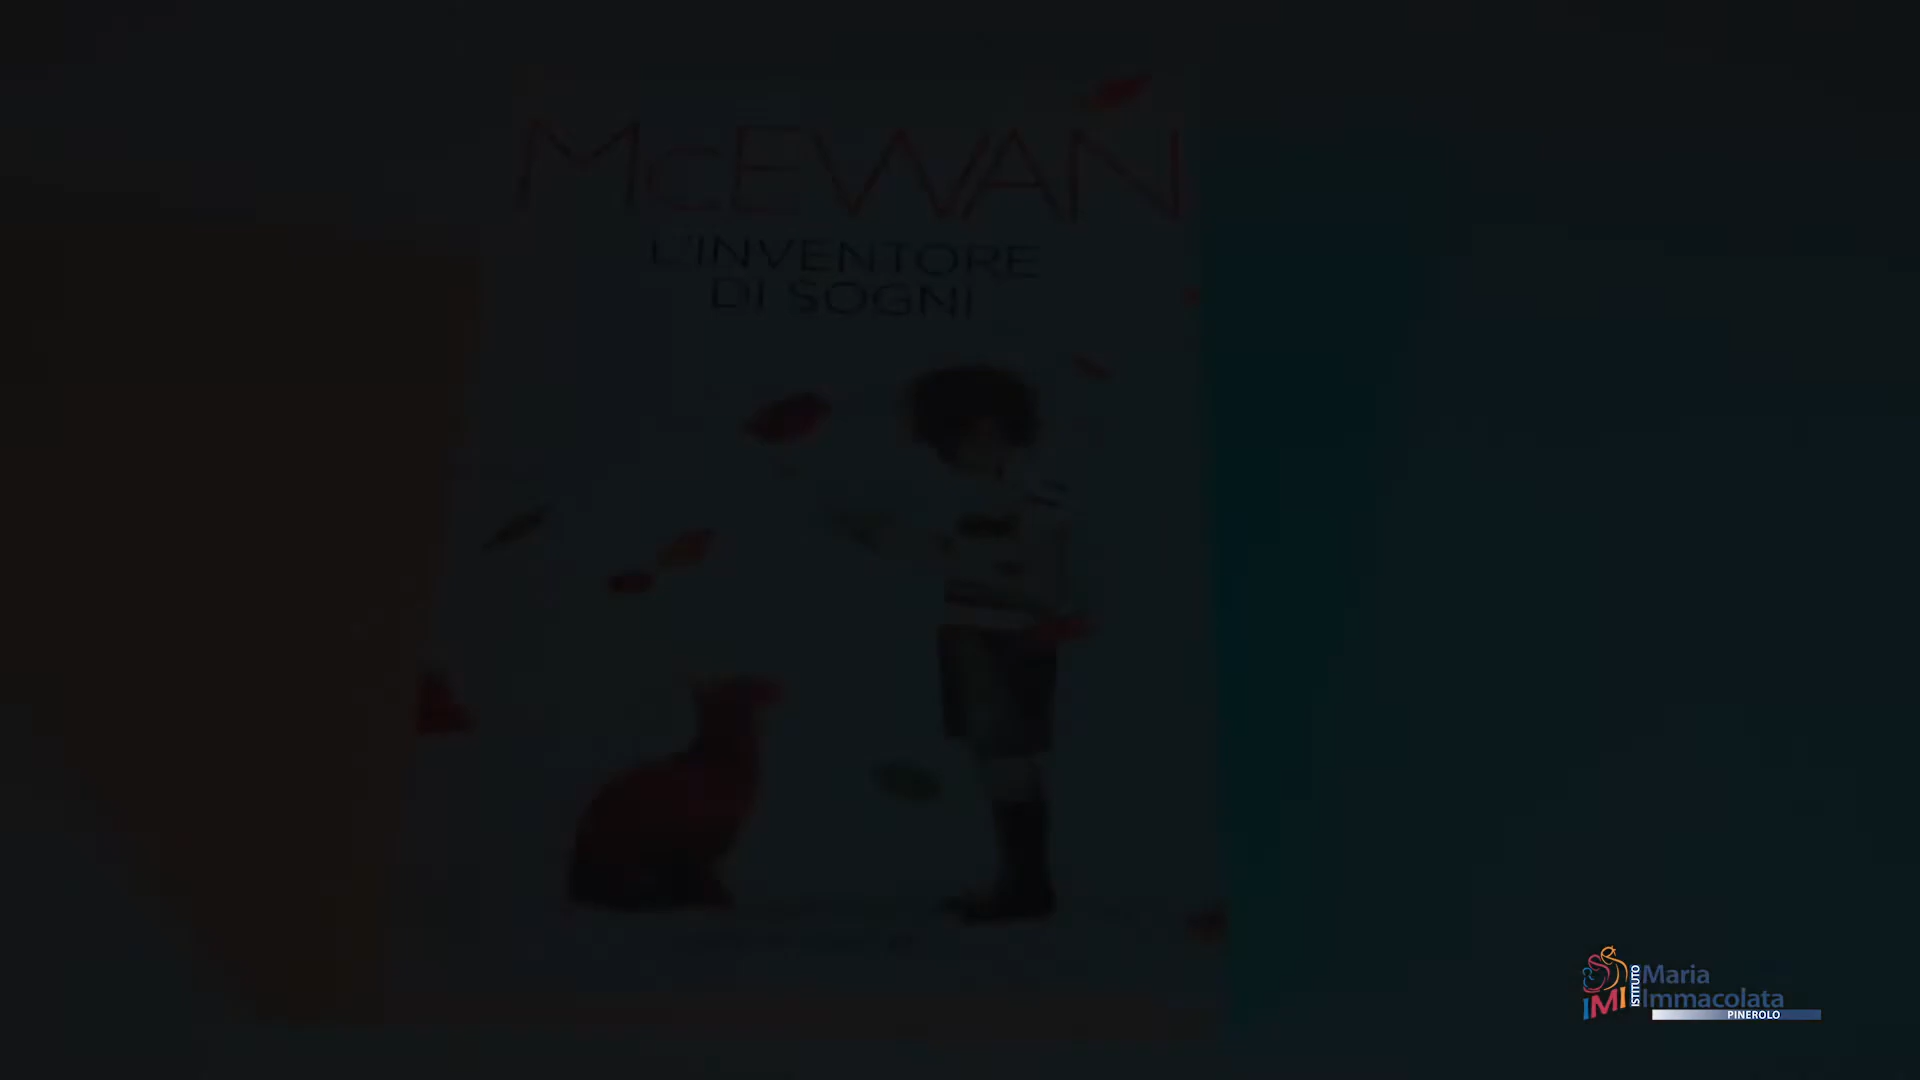 McEWAN
L'INVENTORE
DI SOGNI
ISTITUTO
Maria
Immacolata
IMI
PINEROLO